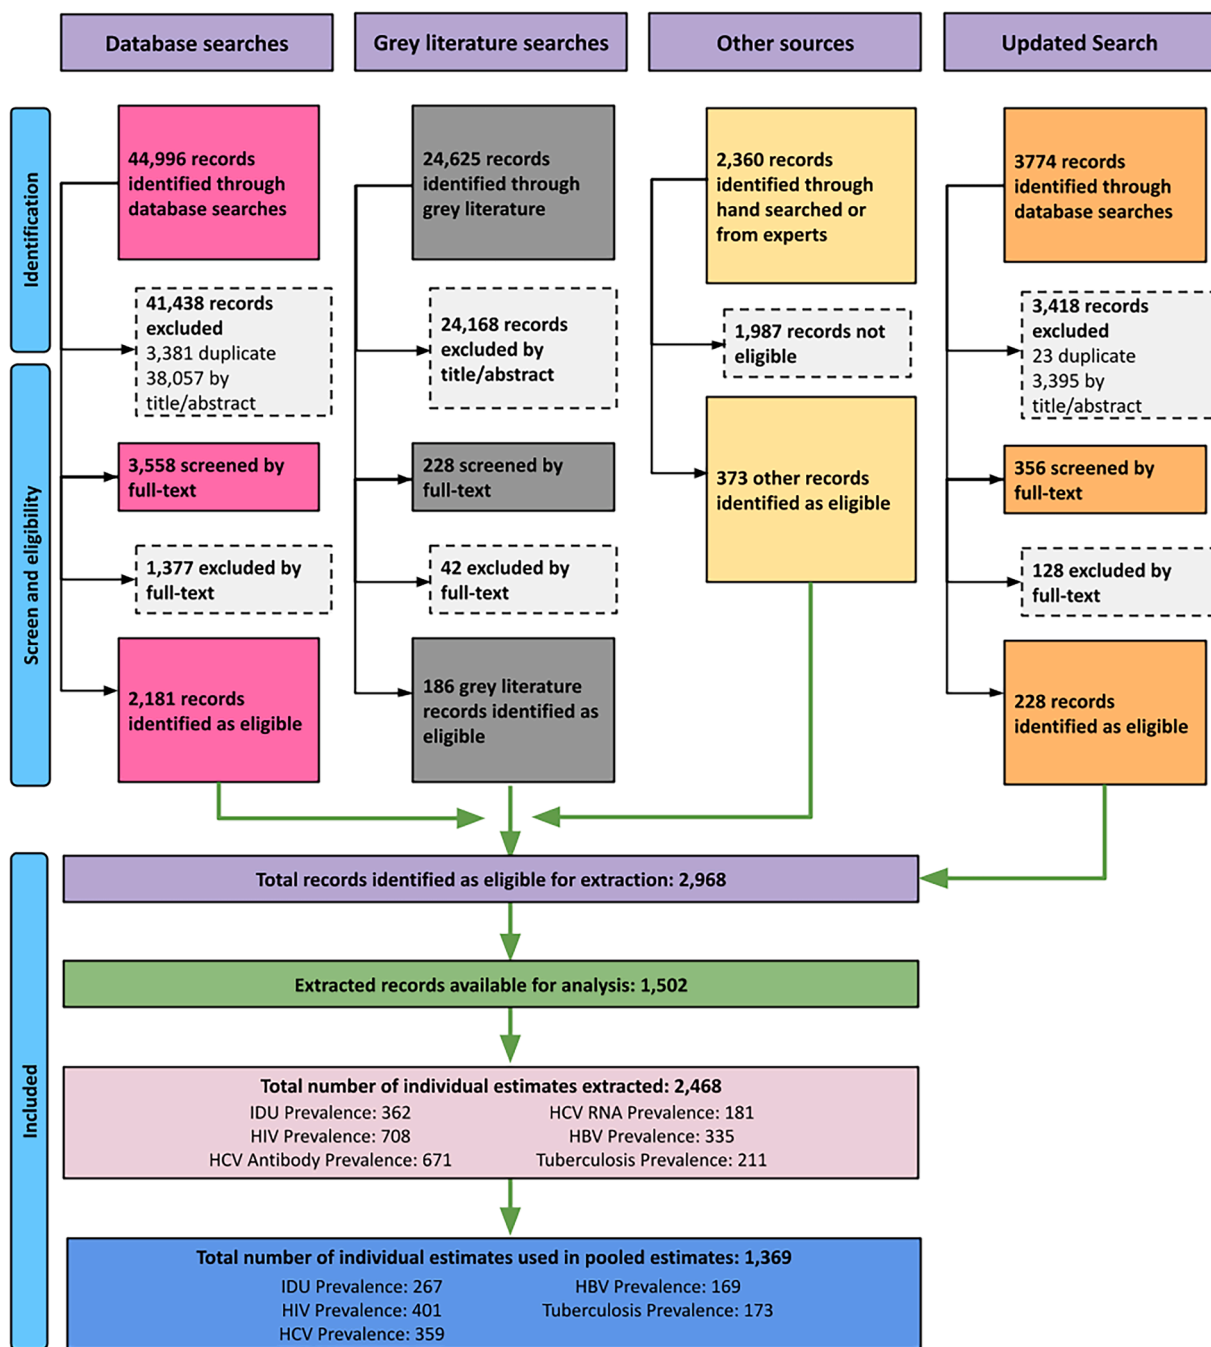 Database searches
Grey literature searches
Other sources
Updated Search
Identification
44,996 records
identified through
database searches
24,625 records
identified through
grey literature
2,360 records
identified through
hand searched or
from experts
3774 records
identified through
database searches
41,438 records
excluded
3,381 duplicate
38,057 by
title/abstract
24,168 records
excluded by
title/abstract
1,987 records not
eligible
3,418 records
excluded
23 duplicate
3,395 by
title/abstract
Screen and eligibility
3,558 screened by
full-text
228 screened by
full-text
373 other records
identified as eligible
356 screened by
full-text
1,377 excluded by
full-text
42 excluded by
full-text
128 excluded by
full-text
2,181 records
identified as eligible
186 grey literature
records identified as
eligible
228 records
identified as eligible
Included
Total records identified as eligible for extraction: 2,968
Extracted records available for analysis: 1,502
Total number of individual estimates extracted: 2,468
IDU Prevalence: 362
HIV Prevalence: 708
HCV Antibody Prevalence: 671
HCV RNA Prevalence: 181
HBV Prevalence: 335
Tuberculosis Prevalence: 211
Total number of individual estimates used in pooled estimates: 1,369
IDU Prevalence: 267
HIV Prevalence: 401
HCV Prevalence: 359
HBV Prevalence: 169
Tuberculosis Prevalence: 173